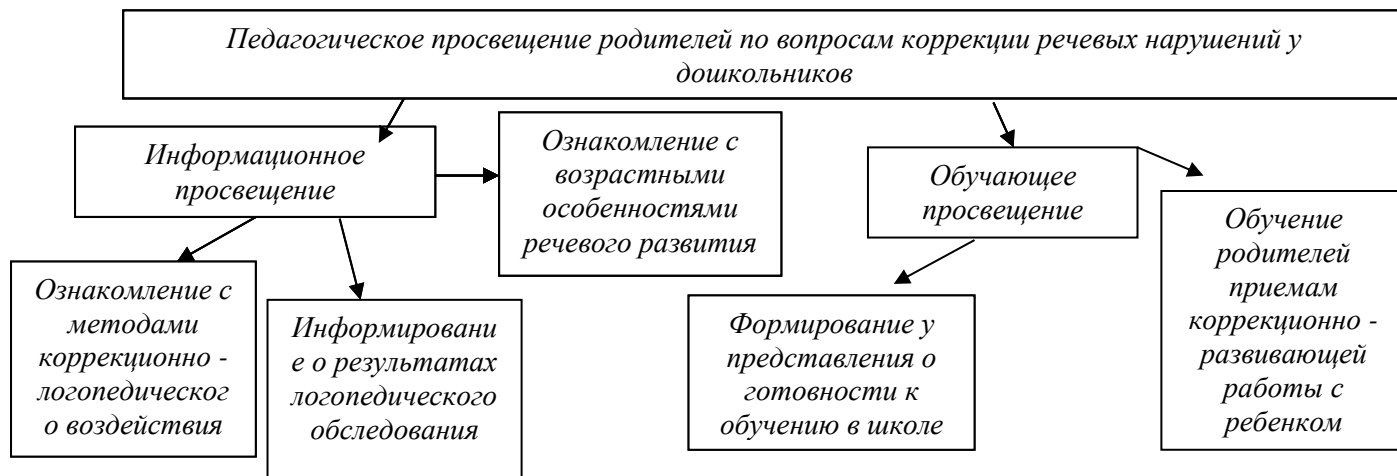 Педагогическое просвещение родителей по вопросам коррекции речевых нарушений у
дошкольников
Информационное
просвещение
Ознакомление с
возрастными
особенностями
речевого развития
Обучающее
просвещение
Ознакомление с
методами
коррекционно -
логопедическог
о воздействия
Информировани
е о результатах
логопедического
обследования
Формирование у
представления о
готовности к
обучению в школе
Обучение
родителей
приемам
коррекционно -
развивающей
работы с
ребенком